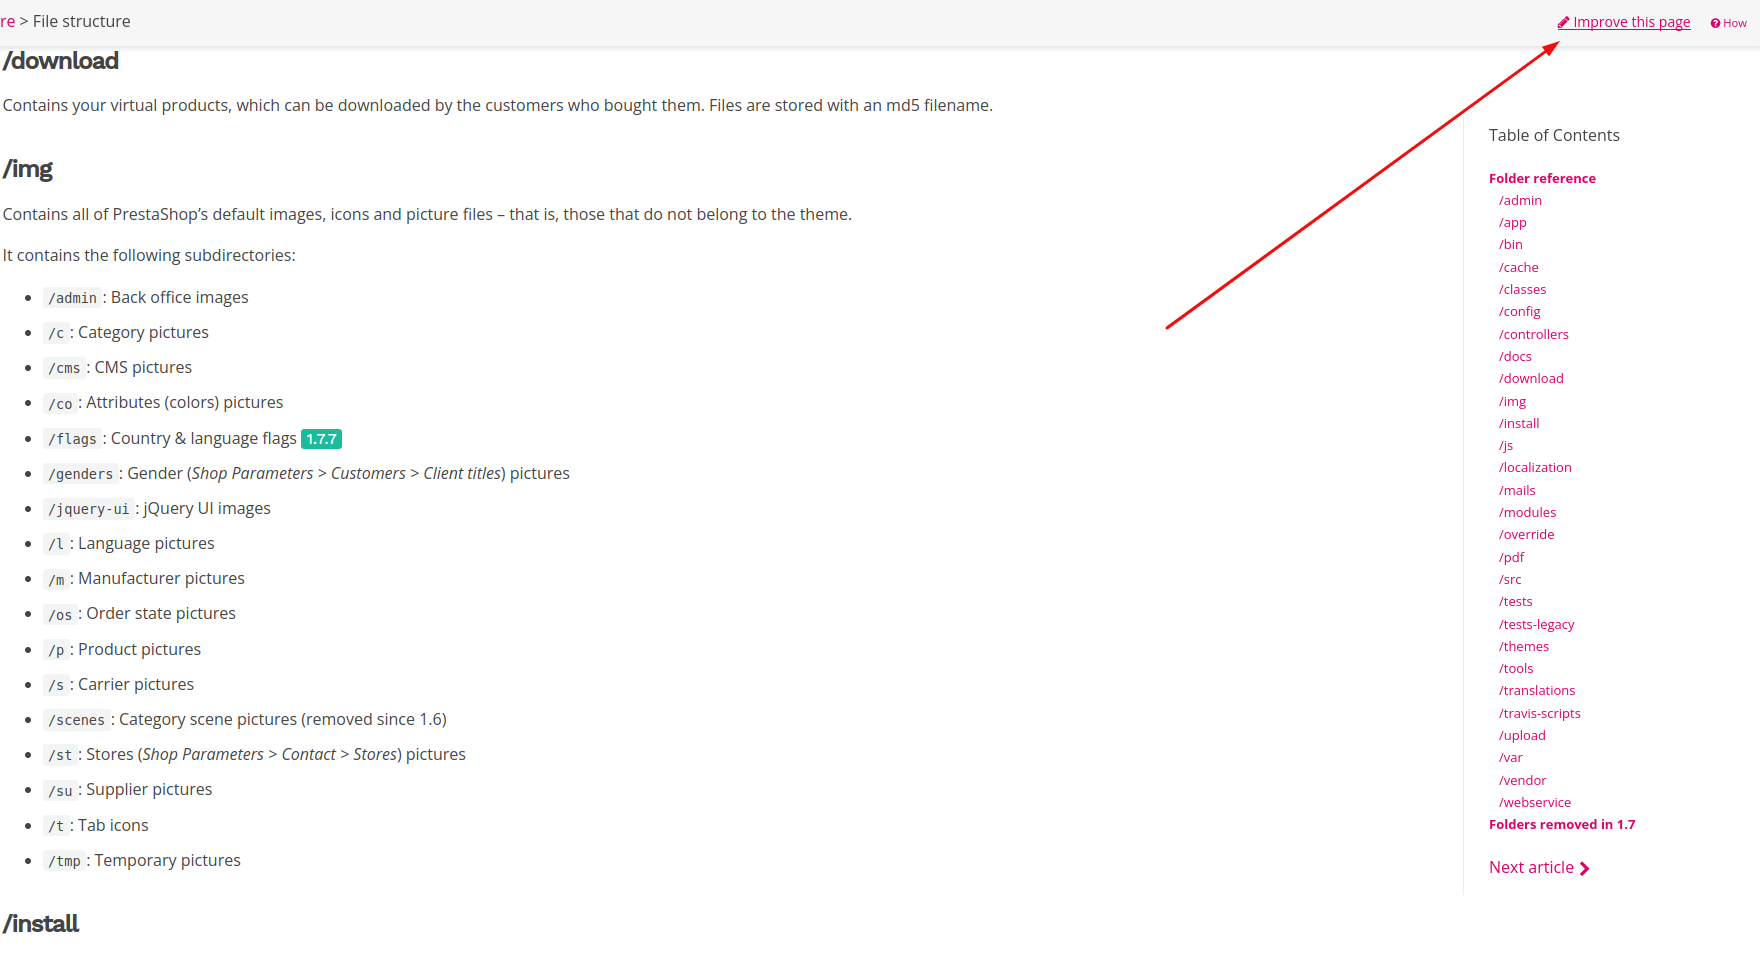 re > File structure
Improve this page
How
/download
Contains your virtual products, which can be downloaded by the customers who bought them. Files are stored with an md5 filename.
/img
Contains all of PrestaShop’s default images, icons and picture files – that is, those that do not belong to the theme.
It contains the following subdirectories:
/admin : Back office images
/c : Category pictures
/cms : CMS pictures
/co : Attributes (colors) pictures
/flags : Country & language flags 1.7.7
/genders : Gender (Shop Parameters > Customers > Client titles) pictures
/jquery-ui : jQuery UI images
/l : Language pictures
/m : Manufacturer pictures
/os : Order state pictures
/p : Product pictures
/s : Carrier pictures
/scenes : Category scene pictures (removed since 1.6)
/st : Stores (Shop Parameters > Contact > Stores) pictures
/su : Supplier pictures
/t : Tab icons
/tmp : Temporary pictures
/install
Table of Contents
Folder reference
/admin
/app
/bin
/cache
/classes
/config
/controllers
/docs
/download
/img
/install
/js
/localization
/mails
/modules
/override
/pdf
/src
/tests
/tests-legacy
/themes
/tools
/translations
/travis-scripts
/upload
/var
/vendor
/webservice
Folders removed in 1.7
Next article